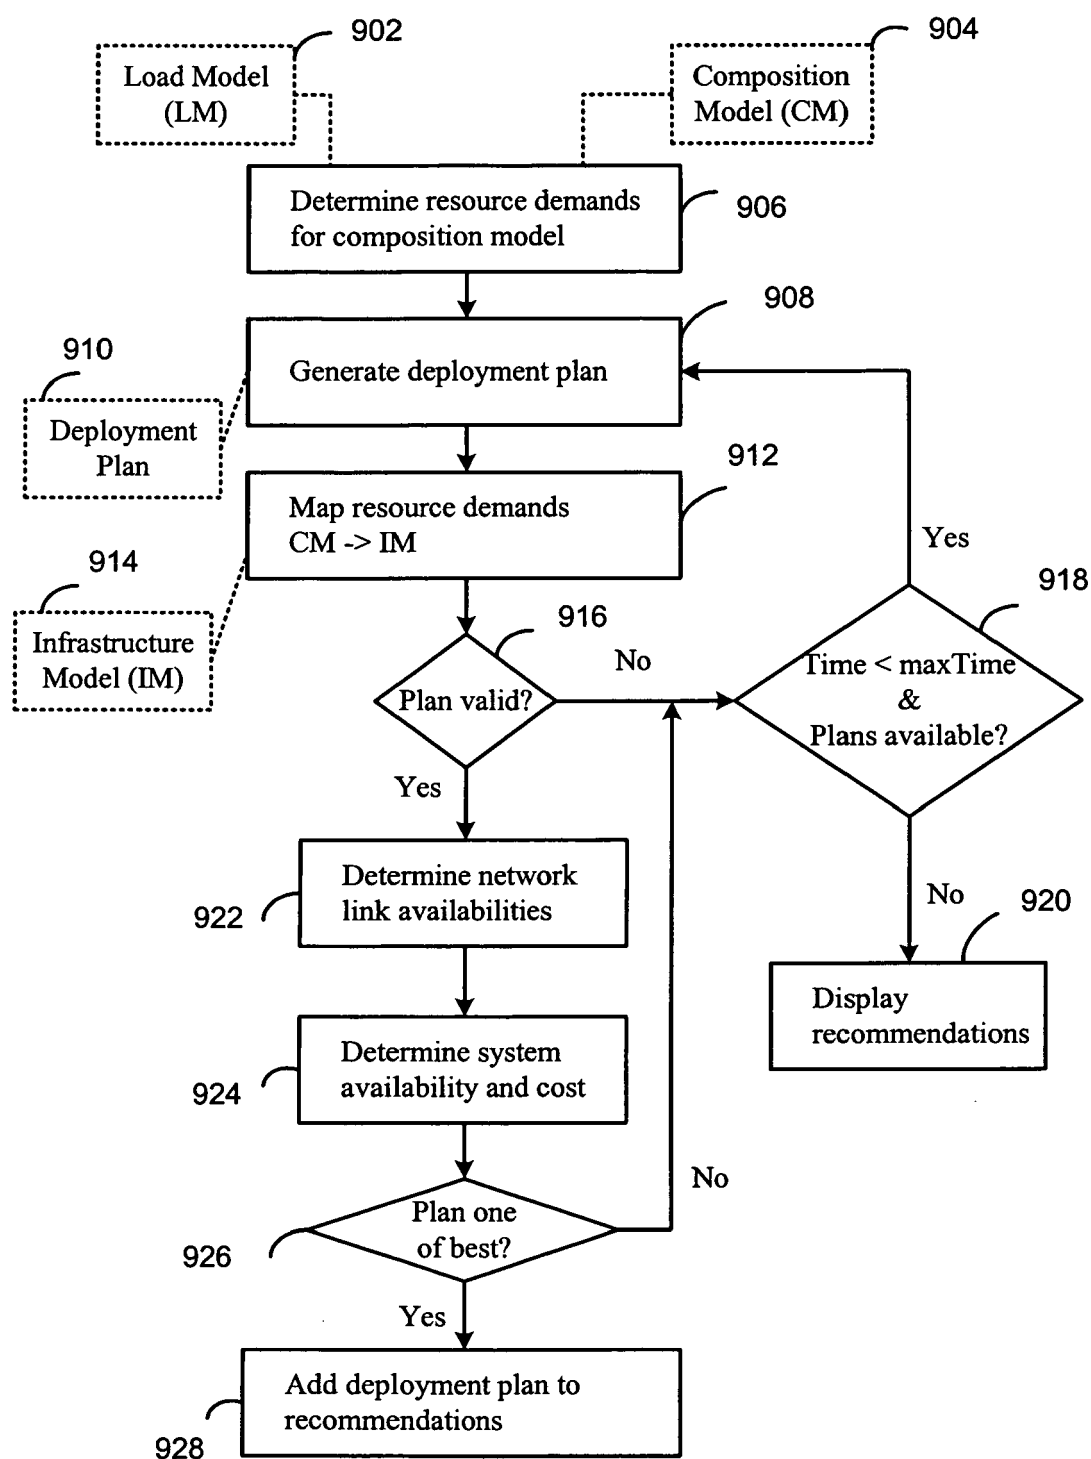 902
904
Load Model
(LM)
Composition
Model (CM)
Determine resource demands
for composition model
906
908
910
Generate deployment plan
Deployment
Plan
912
Map resource demands
CM -> IM
Yes
914
918
916
Infrastructure
Model (IM)
No
Plan valid?
Time < maxTime
&
Plans available?
Yes
Determine network
link availabilities
No
922
920
Display
recommendations
Determine system
availability and cost
924
No
Plan one
of best?
926
Yes
Add deployment plan to
recommendations
928